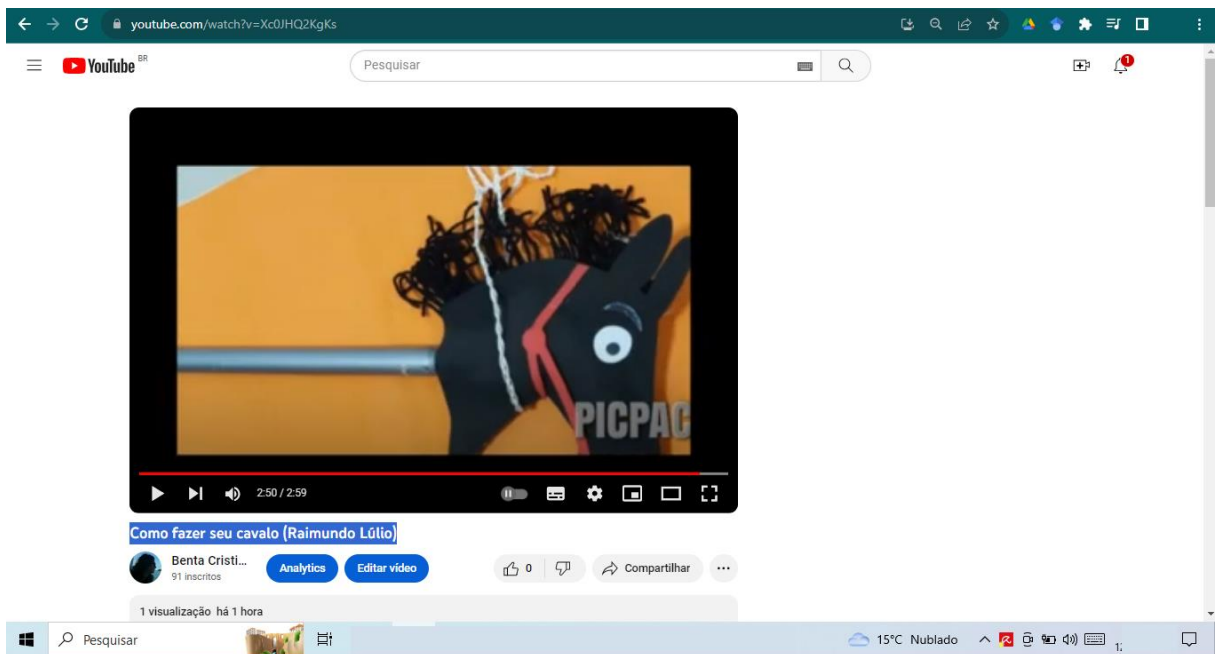 youtube.com/watch?v=Xc0JHQ2KgKs
YouTube BR
Pesquisar
1
PICPAC
2:50 / 2:59
Como fazer seu cavalo (Raimundo Lúlio)
Benta Cristi...
91 inscritos
Analytics
Editar vídeo
0
Compartilhar
1 visualização há 1 hora
Pesquisar
15°C Nublado